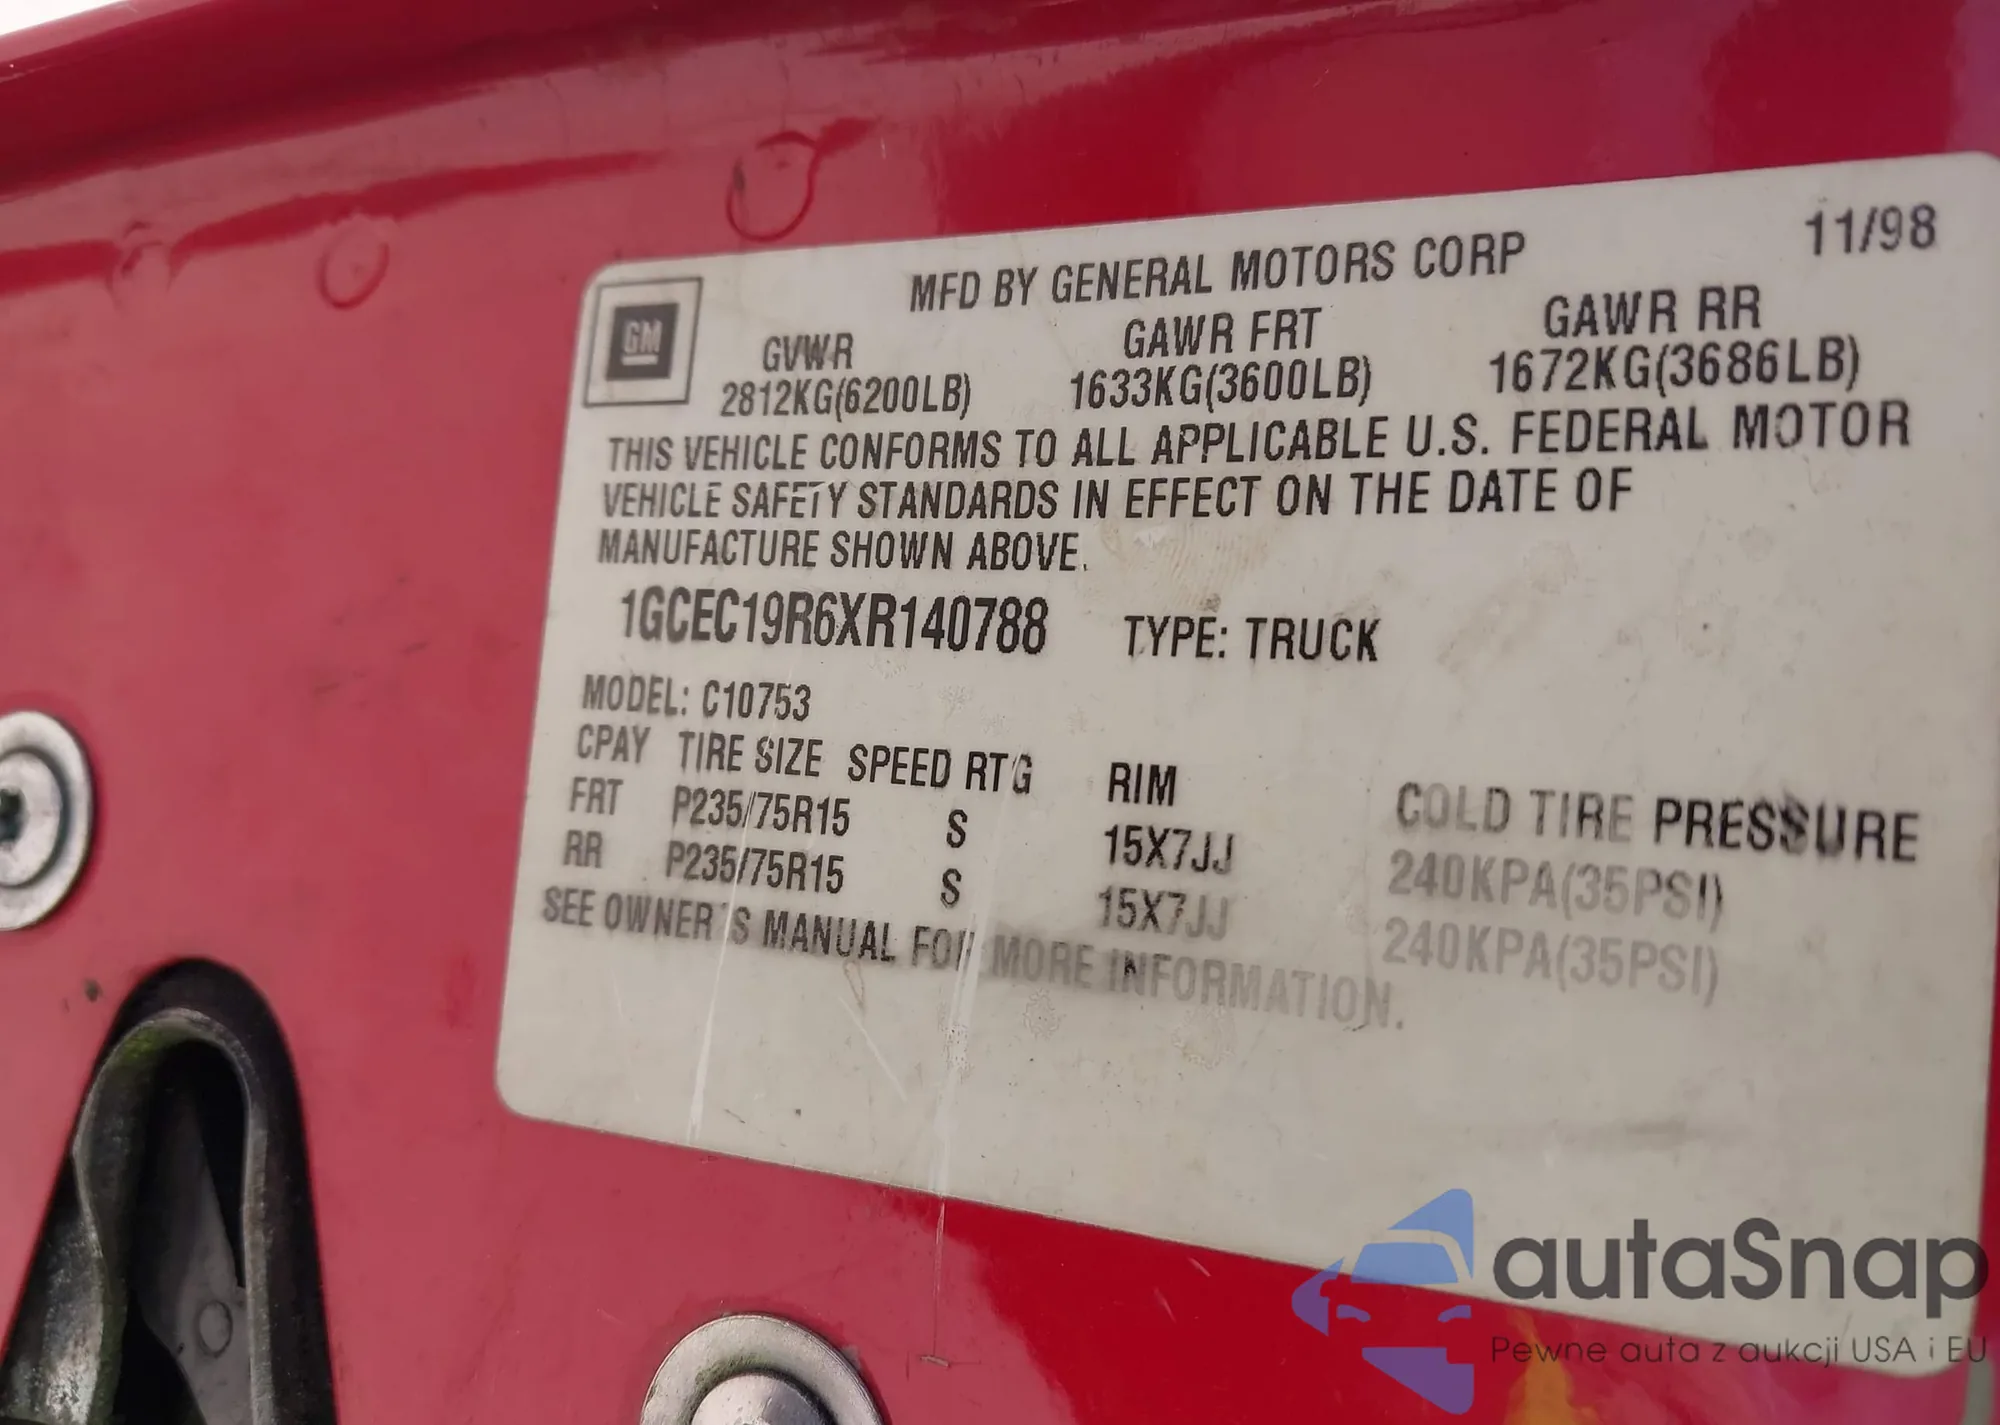 MFD BY GENERAL MOTORS CORP 11/98
GM
GVWR GAWR FRT GAWR RR
2812KG(6200LB) 1633KG(3600LB) 1672KG(3686LB)
THIS VEHICLE CONFORMS TO ALL APPLICABLE U.S. FEDERAL MOTOR
VEHICLE SAFETY STANDARDS IN EFFECT ON THE DATE OF
MANUFACTURE SHOWN ABOVE.
1GCEC19R6XR140788 TYPE: TRUCK
MODEL: C10753
CPAY TIRE SIZE SPEED RTG RIM COLD TIRE PRESSURE
FRT P235/75R15 S 15X7JJ 240KPA(35PSI)
RR P235/75R15 S 15X7JJ 240KPA(35PSI)
SEE OWNER'S MANUAL FOR MORE INFORMATION.
autaSnap
Pewne auta z aukcji USA i EU